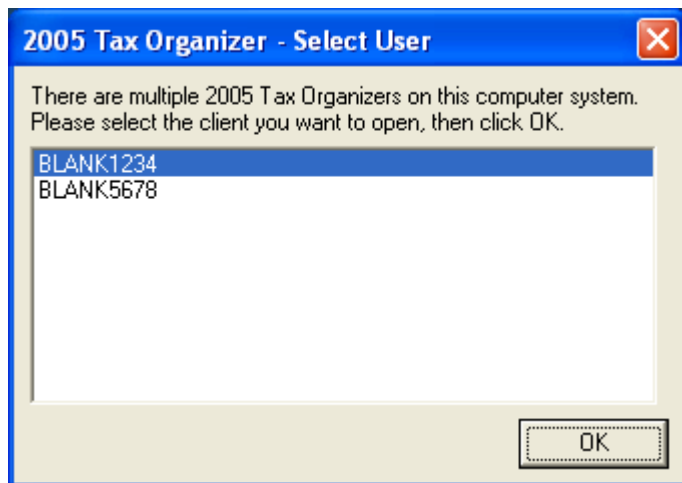 2005 Tax Organizer - Select User
There are multiple 2005 Tax Organizers on this computer system.
Please select the client you want to open, then click OK.
BLANK1234
BLANK5678
OK